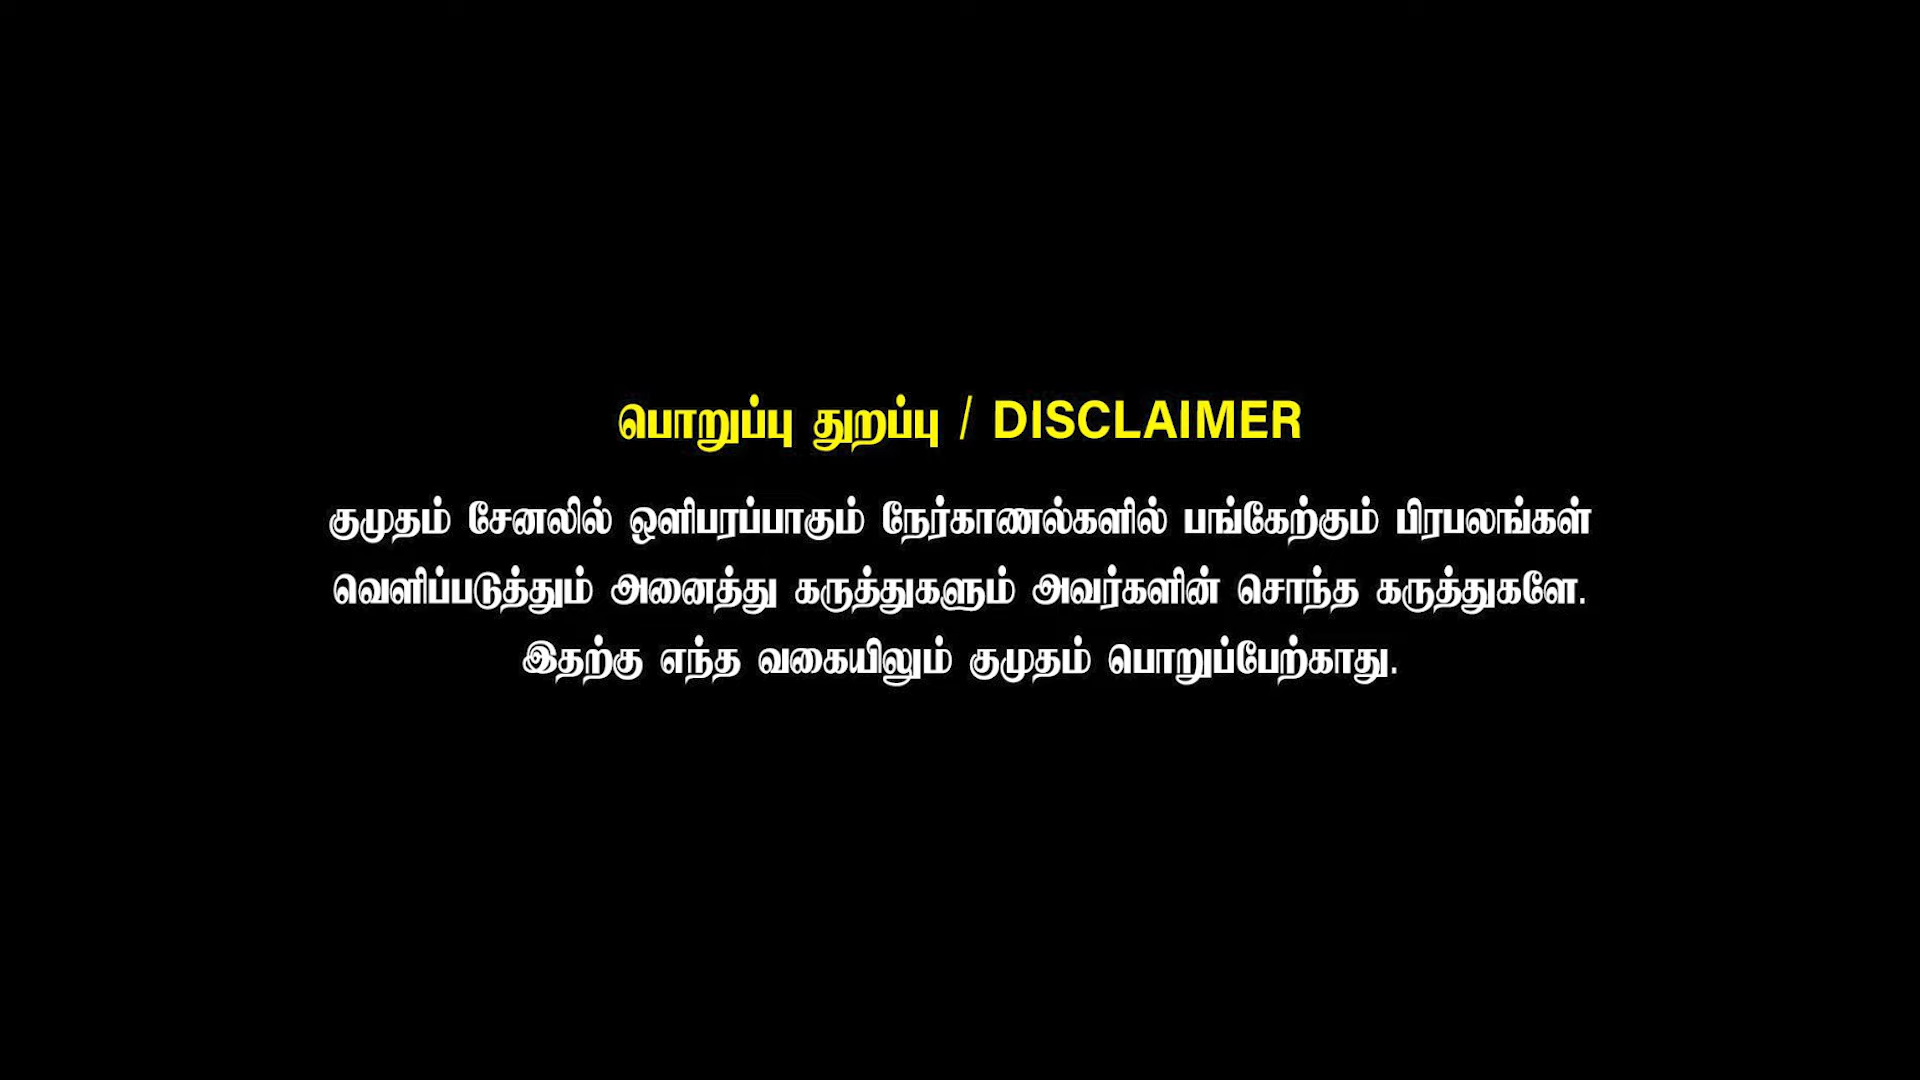 பொறுப்பு துறப்பு / DISCLAIMER
குமுதம் சேனலில் ஒளிபரப்பாகும் நேர்காணல்களில் பங்கேற்கும் பிரபலங்கள்
வெளிப்படுத்தும் அனைத்து கருத்துகளும் அவர்களின் சொந்த கருத்துகளே.
இதற்கு எந்த வகையிலும் குமுதம் பொறுப்பேற்காது.